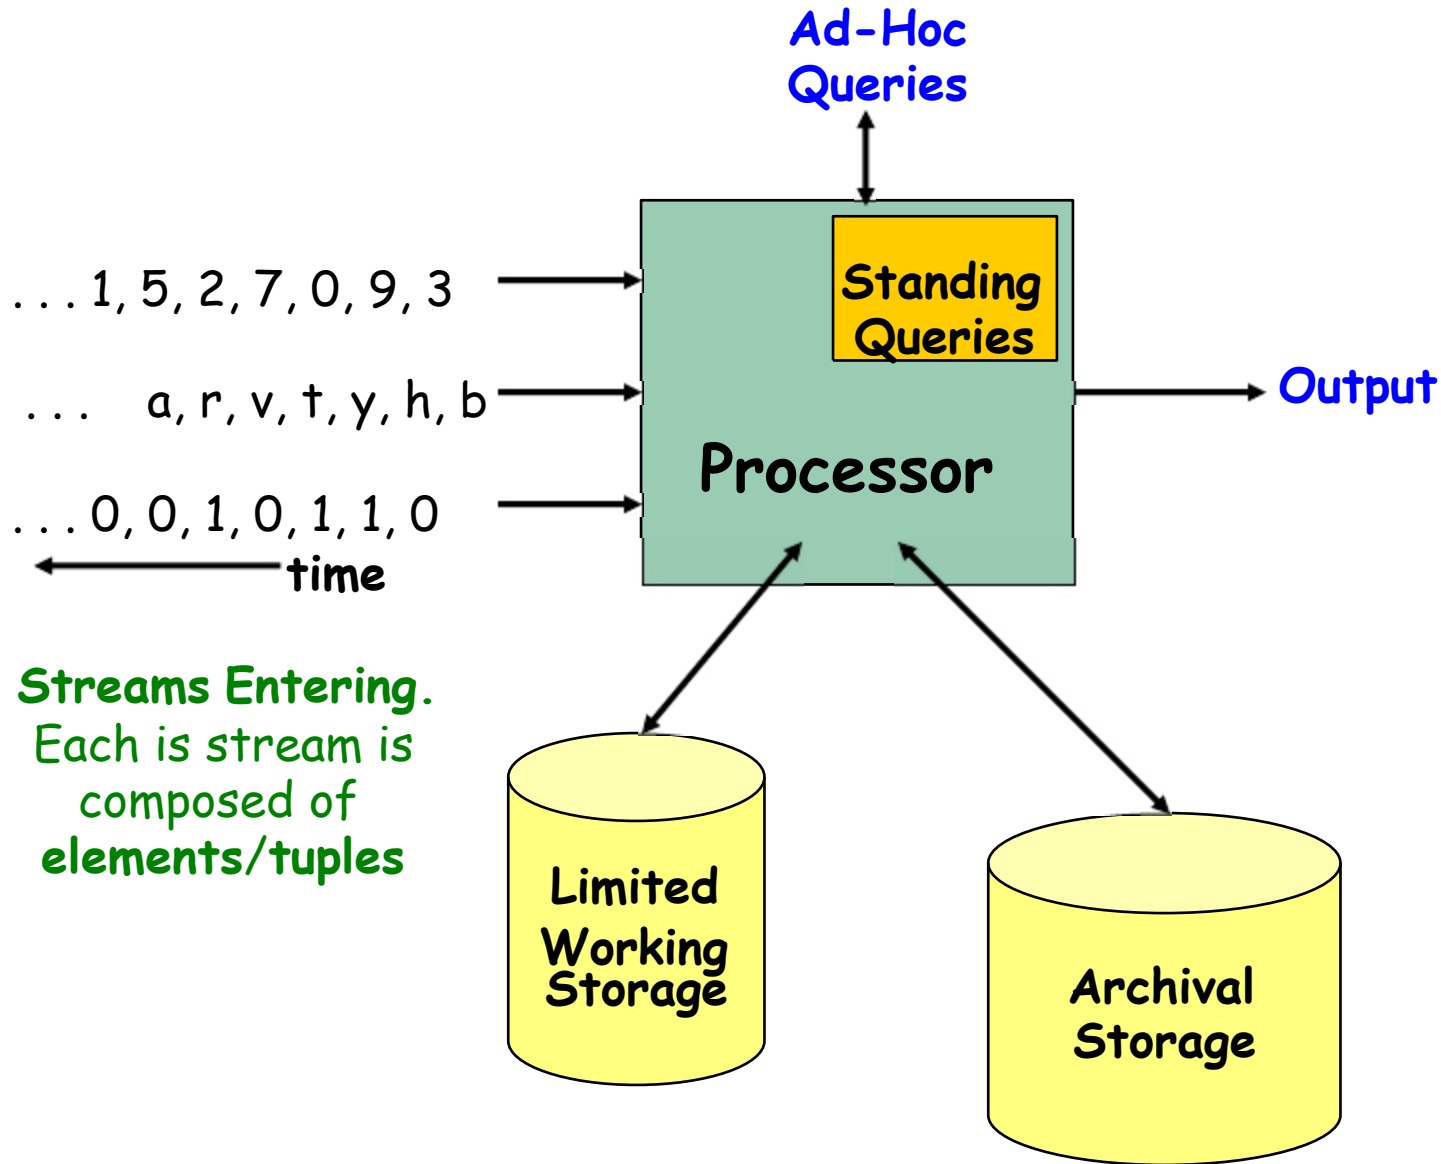 Ad-Hoc
Queries
Standing
Queries
. . . 1, 5, 2, 7, 0, 9, 3
. . . a, r, v, t, y, h, b
Output
Processor
. . . 0, 0, 1, 0, 1, 1, 0
time
Streams Entering.
Each is stream is
composed of
elements/tuples
Limited
Working
Storage
Archival
Storage